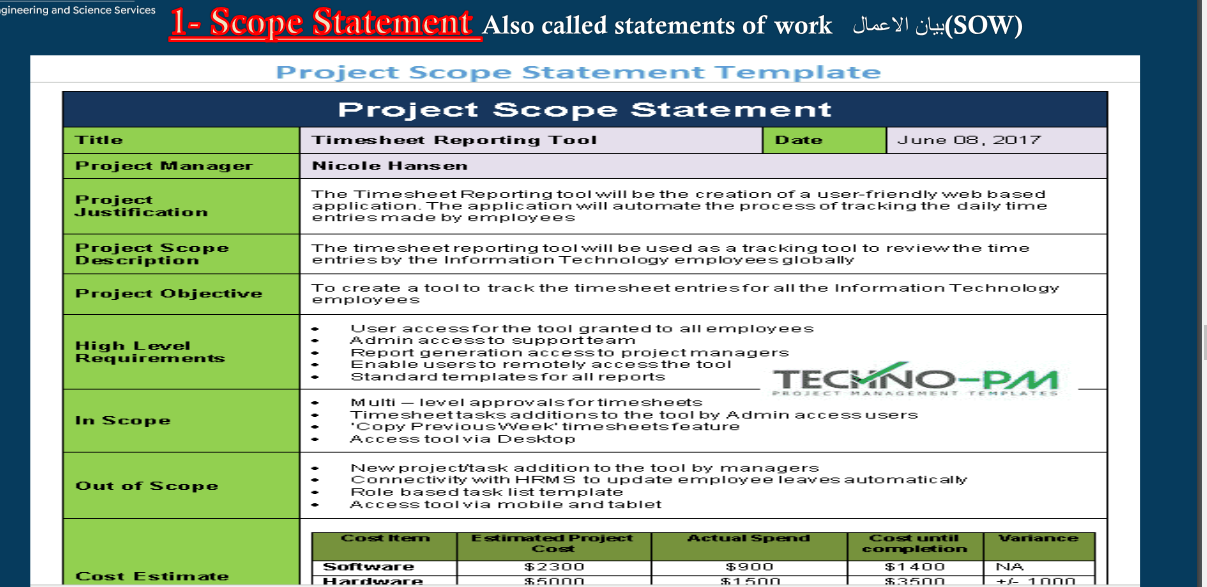 gineering and Science Services
1- Scope Statement Also called statements of work بيان الاعمال(SOW)
Project Scope Statement Template
Project Scope Statement
Title Timesheet Reporting Tool Date June 08, 2017
Project Manager Nicole Hansen
Project
Justification
The Timesheet Reporting tool will be the creation of a user-friendly web based
application. The application will automate the process of tracking the daily time
entries made by employees
Project Scope
Description
The timesheet reporting tool will be used as a tracking tool to review the time
entries by the Information Technology employees globally
Project Objective
To create a tool to track the timesheet entries for all the Information Technology
employees
High Level
Requirements
• User access for the tool granted to all employees
• Admin access to support team
• Report generation access to project managers
• Enable users to remotely access the tool
• Standard templates for all reports
TECHNO-PM
PROJECT MANAGEMENT TEMPLATES
In Scope
• Multi – level approvals for timesheets
• Timesheet tasks additions to the tool by Admin access users
• 'Copy Previous Week' timesheets feature
• Access tool via Desktop
Out of Scope
• New project/task addition to the tool by managers
• Connectivity with HRMS to update employee leaves automatically
• Role based task list template
• Access tool via mobile and tablet
Cost Estimate
Cost Item Estimated Project Cost Actual Spend Cost until completion Variance
Software $2300 $900 $1400 NA
Hardware $5000 $1500 $3500 +/- 1000